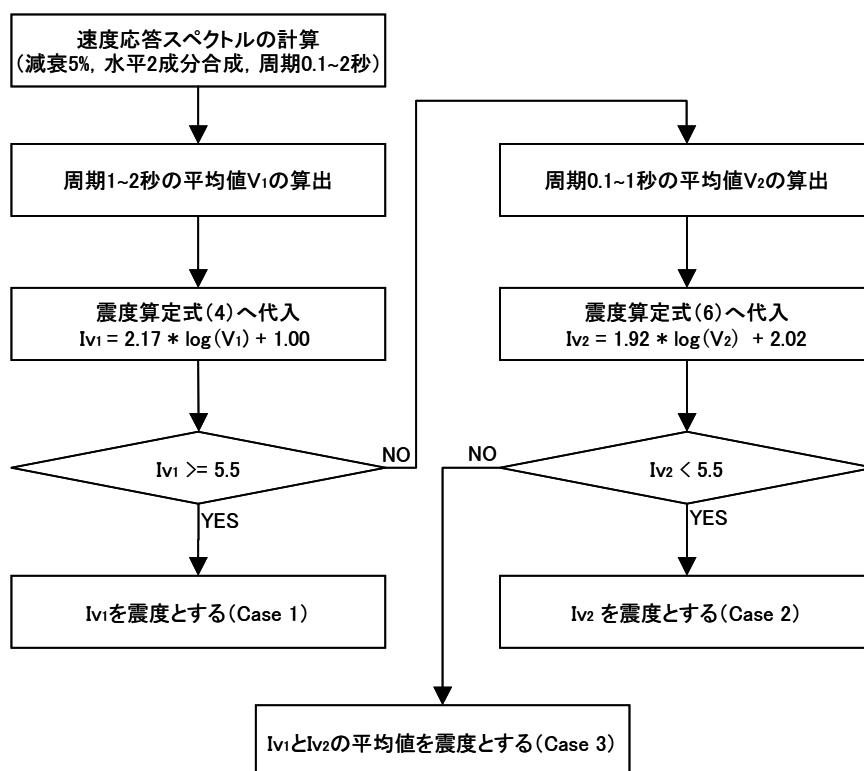 速度応答スペクトルの計算
(減衰5%, 水平2成分合成, 周期0.1~2秒)
周期1~2秒の平均値V₁の算出
震度算定式(4)へ代入
Iv₁ = 2.17 * log(V₁) + 1.00
Iv₁ >= 5.5
NO
YES
Iv₁を震度とする(Case 1)
周期0.1~1秒の平均値V₂の算出
震度算定式(6)へ代入
Iv₂ = 1.92 * log(V₂) + 2.02
Iv₂ < 5.5
NO
YES
Iv₂ を震度とする(Case 2)
Iv₁とIv₂の平均値を震度とする(Case 3)